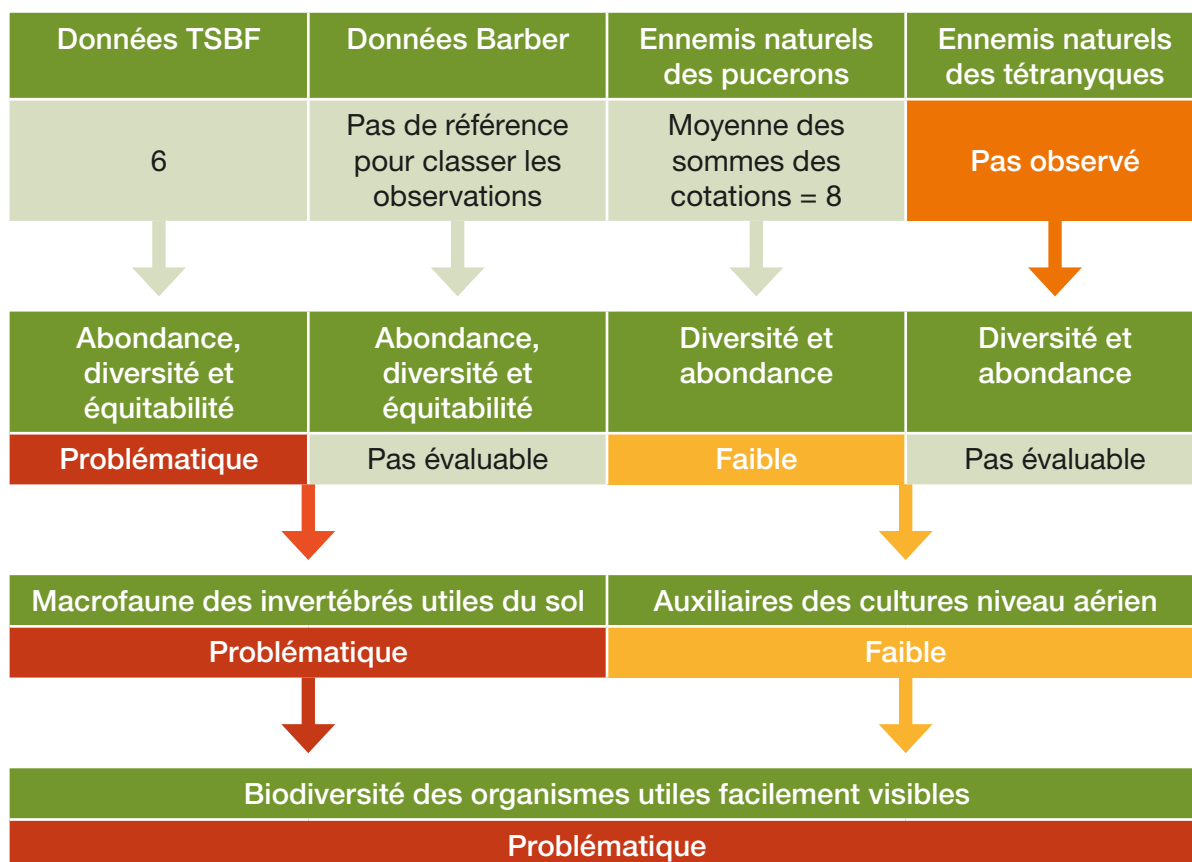 Données TSBF
Données Barber
Ennemis naturels
des pucerons
Ennemis naturels
des tétranyques
6
Pas de référence
pour classer les
observations
Moyenne des
sommes des
cotations = 8
Pas observé
Abondance,
diversité et
équitabilité
Abondance,
diversité et
équitabilité
Diversité et
abondance
Diversité et
abondance
Problématique
Pas évaluable
Faible
Pas évaluable
Macrofaune des invertébrés utiles du sol
Auxiliaires des cultures niveau aérien
Problématique
Faible
Biodiversité des organismes utiles facilement visibles
Problématique